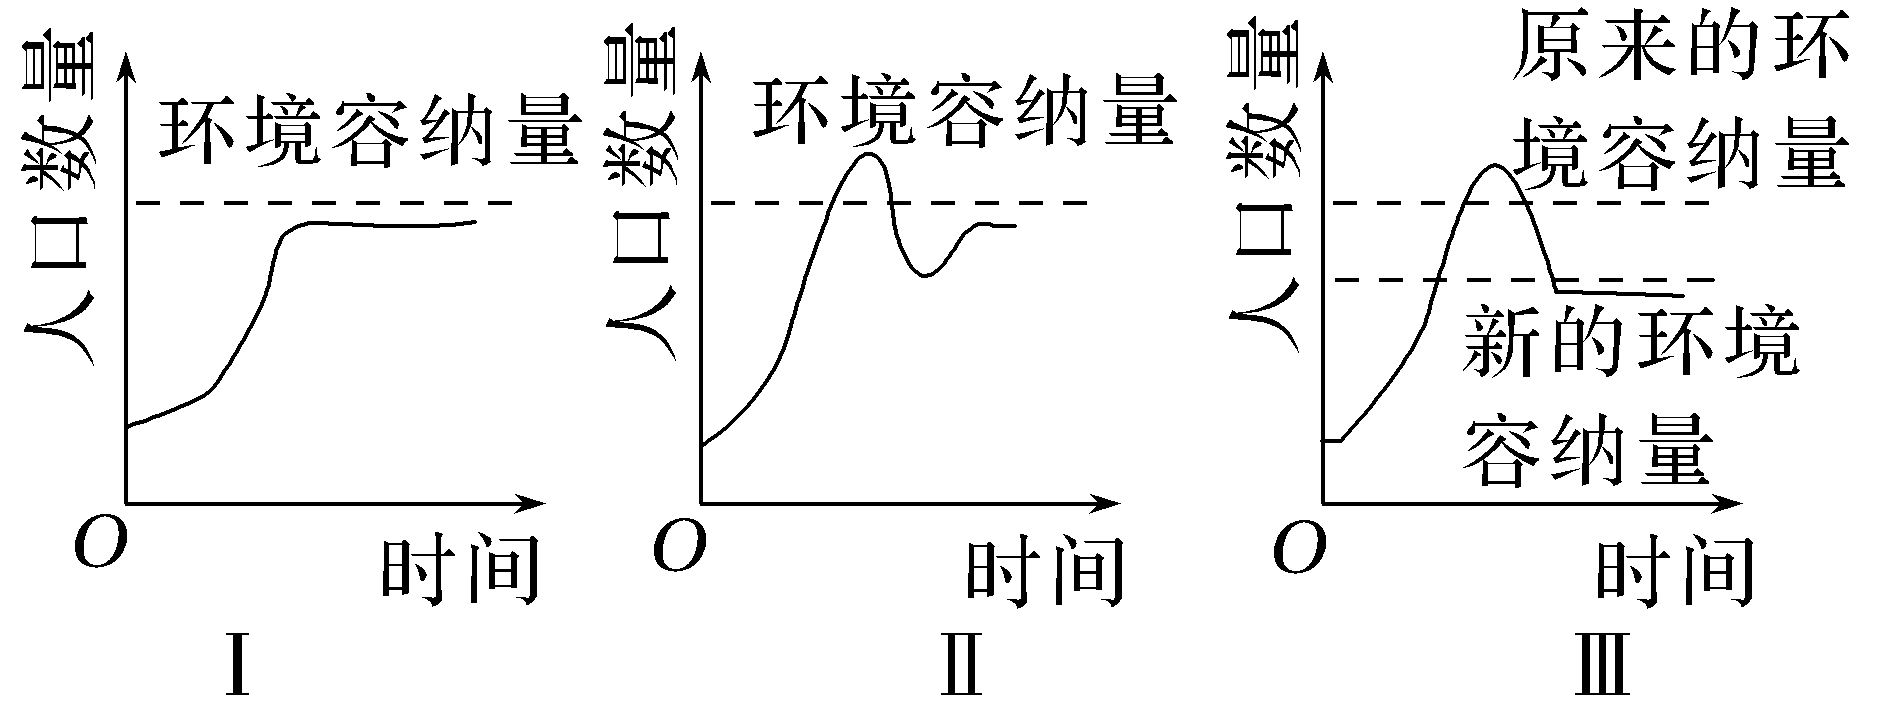 人口数量
环境容纳量
O
时间
Ⅰ
人口数量
环境容纳量
O
时间
Ⅱ
人口数量
原来的环
境容纳量
新的环境
容纳量
O
时间
Ⅲ